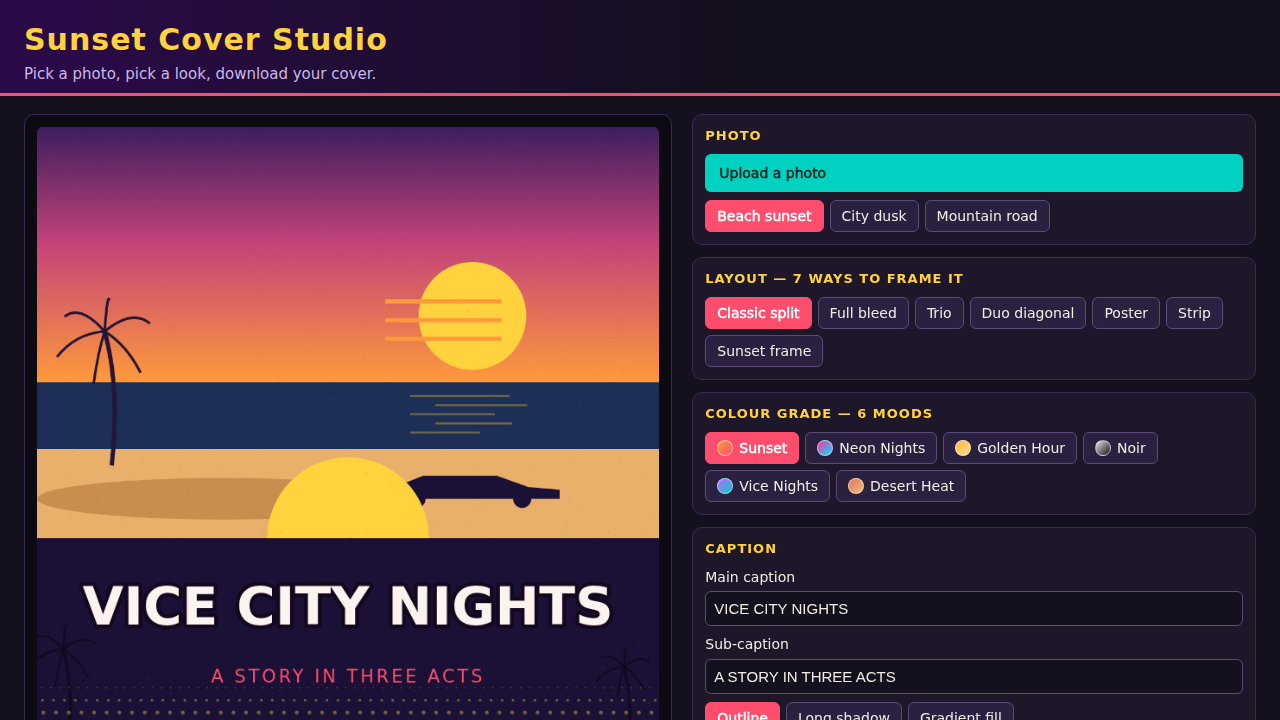 Sunset Cover Studio
Pick a photo, pick a look, download your cover.
VICE CITY NIGHTS
A STORY IN THREE ACTS
PHOTO
Upload a photo
Beach sunset
City dusk
Mountain road
LAYOUT — 7 WAYS TO FRAME IT
Classic split
Full bleed
Trio
Duo diagonal
Poster
Strip
Sunset frame
COLOUR GRADE — 6 MOODS
Sunset
Neon Nights
Golden Hour
Noir
Vice Nights
Desert Heat
CAPTION
Main caption
VICE CITY NIGHTS
Sub-caption
A STORY IN THREE ACTS
Outline
Long shadow
Gradient fill